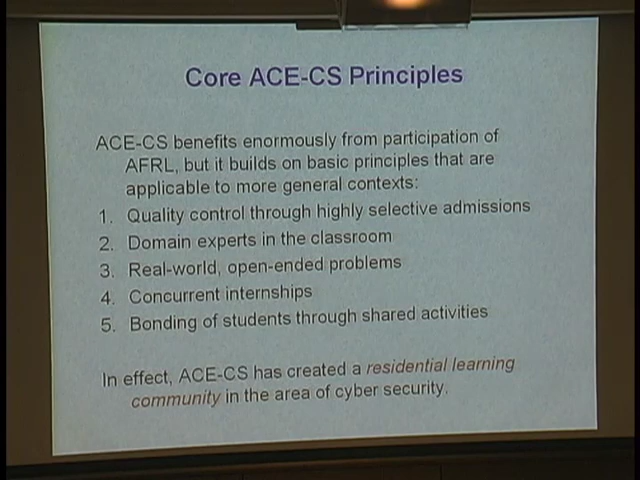 Core ACE-CS Principles
ACE-CS benefits enormously from participation of
AFRL, but it builds on basic principles that are
applicable to more general contexts:
1. Quality control through highly selective admissions
2. Domain experts in the classroom
3. Real-world, open-ended problems
4. Concurrent internships
5. Bonding of students through shared activities
In effect, ACE-CS has created a residential learning
community in the area of cyber security.